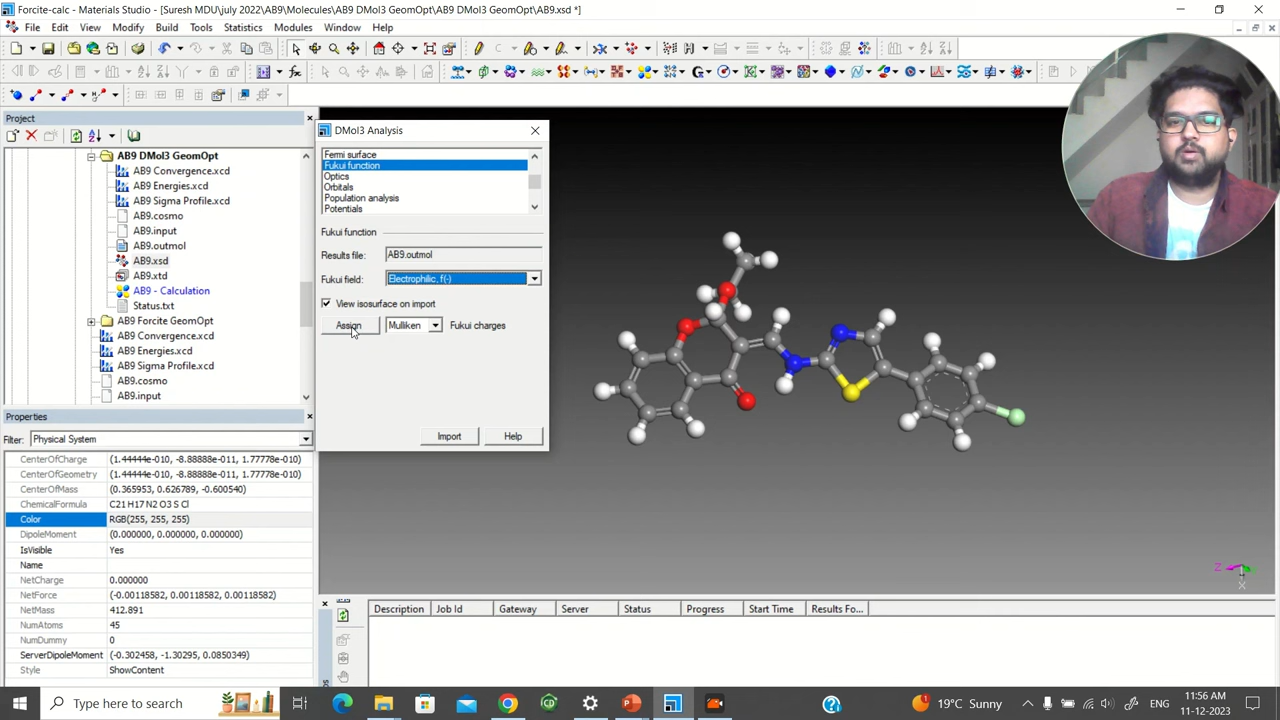 Forcite-calc - Materials Studio - [Suresh MDU\july 2022\AB9\Molecules\AB9 DMol3 GeomOpt\AB9.xsd *]
File Edit View Modify Build Tools Statistics Modules Window Help
Project
AB9 DMol3 GeomOpt
AB9 Convergence.xcd
AB9 Energies.xcd
AB9 Sigma Profile.xcd
AB9.cosmo
AB9.input
AB9.outmol
AB9.xsd
AB9.xtd
AB9 - Calculation
Status.txt
AB9 Forcite GeomOpt
AB9 Convergence.xcd
AB9 Energies.xcd
AB9 Sigma Profile.xcd
AB9.cosmo
AB9.input
DMol3 Analysis
Fermi surface
Fukui function
Optics
Orbitals
Population analysis
Potentials
Fukui function
Results file: AB9.outmol
Fukui field: Electrophilic, f(-)
View isosurface on import
Assign Mulliken Fukui charges
Import Help
Properties
Filter: Physical System
CenterOfCharge (1.44444e-010, -8.88888e-011, 1.77778e-010)
CenterOfGeometry (1.44444e-010, -8.88888e-011, 1.77778e-010)
CenterOfMass (0.365953, 0.626789, -0.600540)
ChemicalFormula C21 H17 N2 O3 S Cl
Color RGB(255, 255, 255)
DipoleMoment (0.000000, 0.000000, 0.000000)
IsVisible Yes
Name
NetCharge 0.000000
NetForce (-0.00118582, 0.00118582, 0.00118582)
NetMass 412.891
NumAtoms 45
NumDummy 0
ServerDipoleMoment (-0.302458, -1.30295, 0.0850349)
Style ShowContent
Description Job Id Gateway Server Status Progress Start Time Results Fo...
Z
X
Type here to search
19°C Sunny
ENG
11:56 AM
11-12-2023